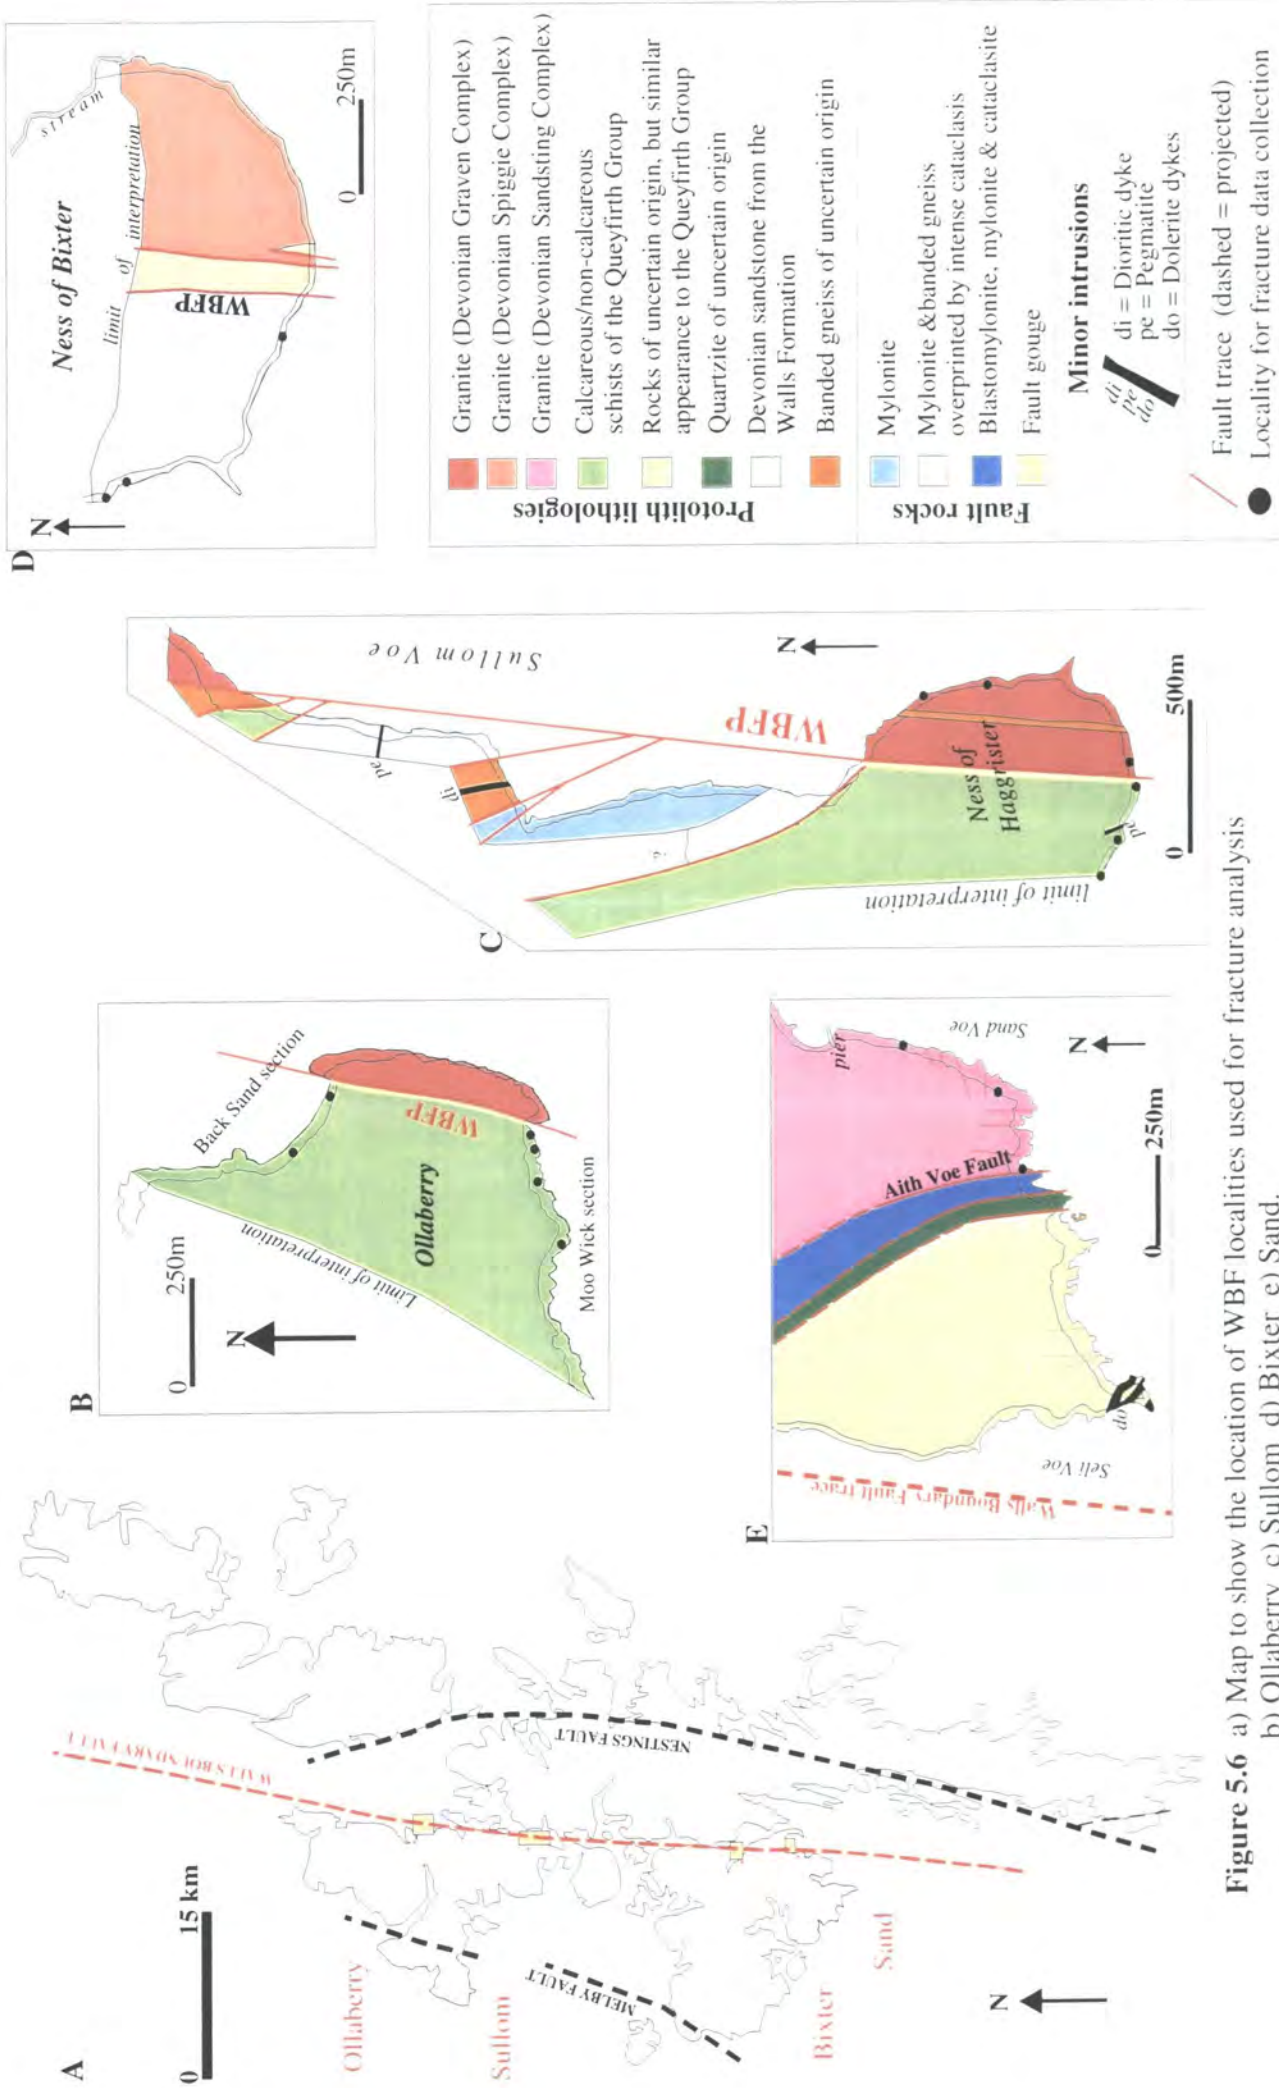 A
0
15 km
WALLS BOUNDARY FAULT
NESTINGS FAULT
MELBY FAULT
Ollaberry
Sullom
Bixter
Sand
N
B
0
250m
N
Back Sand section
Limit of interpretation
Ollaberry
WBFP
Moo Wick section
C
Sullom Voe
pe
di
WBFP
N
Ness of
Haggrister
pe
limit of interpretation
0
500m
D
N
Ness of Bixter
stream
limit of interpretation
WBFP
0
250m
E
Walls Boundary Fault trace
Seli Voe
do
Aith Voe Fault
pier
Sand Voe
N
0
250m
Protolith lithologies
Granite (Devonian Graven Complex)
Granite (Devonian Spiggie Complex)
Granite (Devonian Sandsting Complex)
Calcareous/non-calcareous
schists of the Queyfirth Group
Rocks of uncertain origin, but similar
appearance to the Queyfirth Group
Quartzite of uncertain origin
Devonian sandstone from the
Walls Formation
Banded gneiss of uncertain origin
Fault rocks
Mylonite
Mylonite &banded gneiss
overprinted by intense cataclasis
Blastomylonite, mylonite & cataclasite
Fault gouge
Minor intrusions
di
pe
do
di = Dioritic dyke
pe = Pegmatite
do = Dolerite dykes
Fault trace (dashed = projected)
Locality for fracture data collection
Figure 5.6 a) Map to show the location of WBF localities used for fracture analysis
b) Ollaberry c) Sullom d) Bixter e) Sand.